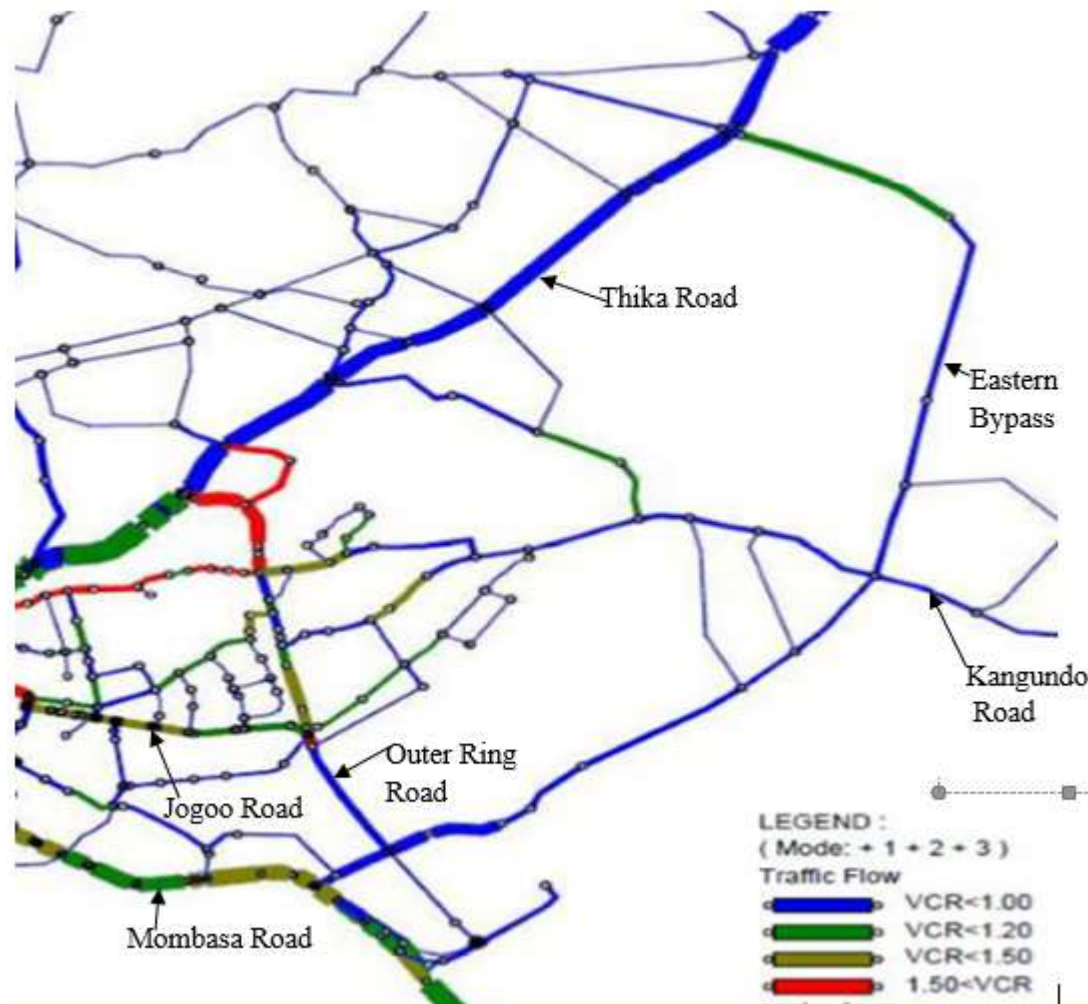 Thika Road
Eastern
Bypass
Kangundo
Road
Outer Ring
Road
Jogoo Road
Mombasa Road
LEGEND :
( Mode: + 1 + 2 + 3 )
Traffic Flow
VCR<1.00
VCR<1.20
VCR<1.50
1.50<VCR